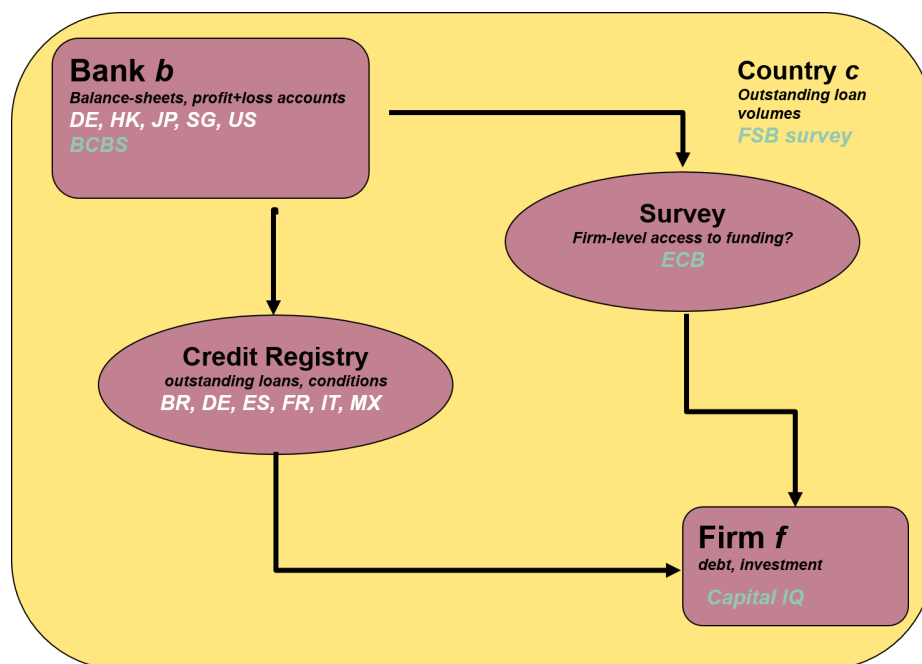 Bank b
Balance-sheets, profit+loss accounts
DE, HK, JP, SG, US
BCBS
Country c
Outstanding loan
volumes
FSB survey
Survey
Firm-level access to funding?
ECB
Credit Registry
outstanding loans, conditions
BR, DE, ES, FR, IT, MX
Firm f
debt, investment
Capital IQ